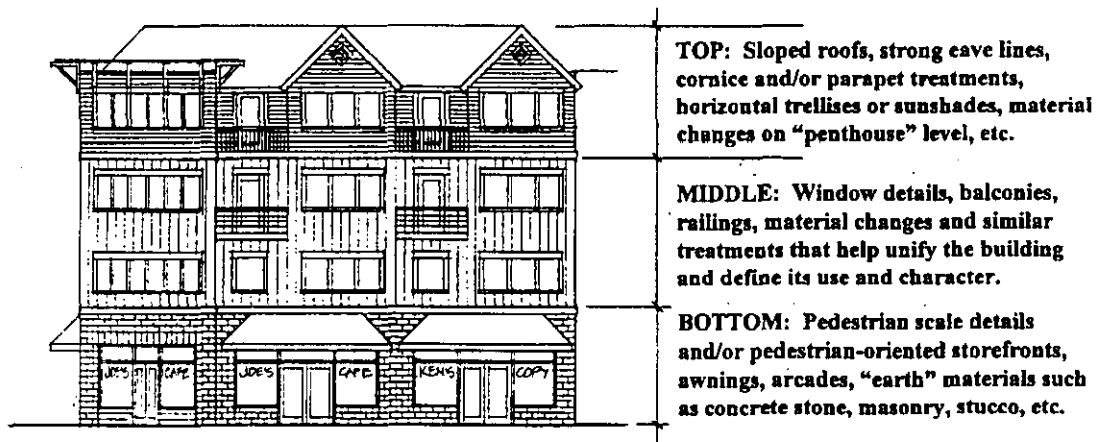 TOP: Sloped roofs, strong eave lines,
cornice and/or parapet treatments,
horizontal trellises or sunshades, material
changes on “penthouse” level, etc.
MIDDLE: Window details, balconies,
railings, material changes and similar
treatments that help unify the building
and define its use and character.
BOTTOM: Pedestrian scale details
and/or pedestrian-oriented storefronts,
awnings, arcades, “earth” materials such
as concrete stone, masonry, stucco, etc.
JOE'S CAFE JOE'S CAFE KEN'S COPY